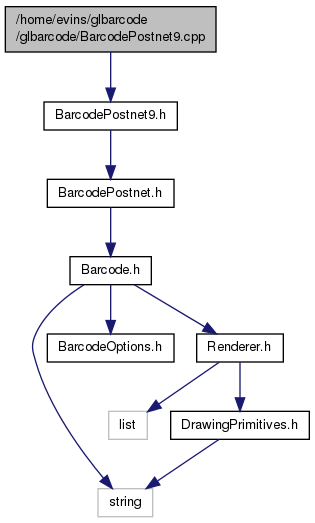 /home/evins/glbarcode
/glbarcode/BarcodePostnet9.cpp
BarcodePostnet9.h
BarcodePostnet.h
Barcode.h
BarcodeOptions.h
Renderer.h
list
DrawingPrimitives.h
string